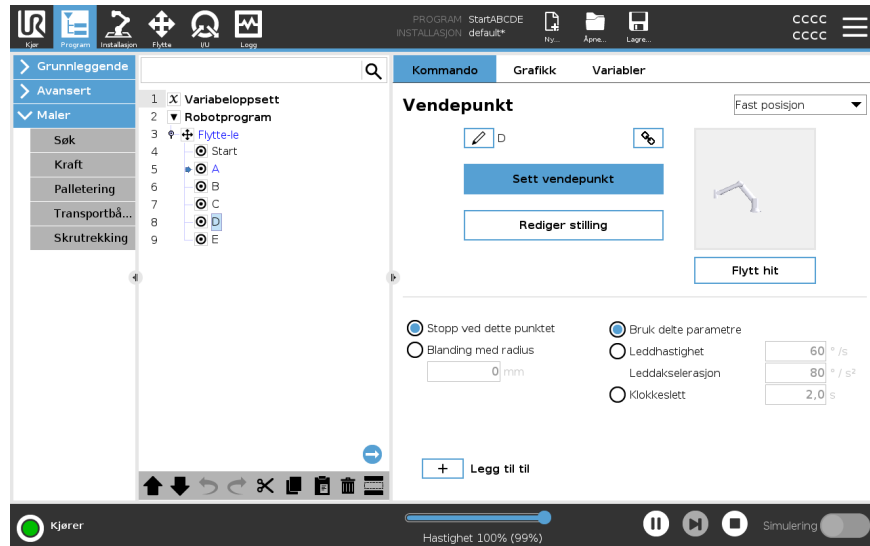 UR
Kjør
Program
Installasjon
Flytte
I/U
Logg
PROGRAM StartABCDE
INSTALLASJON default*
Ny...
Åpne...
Lagre...
cccc
cccc
Grunnleggende
Avansert
Maler
Søk
Kraft
Palletering
Transportbå...
Skrutrekking
1 X Variabeloppsett
2 Robotprogram
3 Flytte-le
4 Start
5 A
6 B
7 C
8 D
9 E
Kommando
Grafikk
Variabler
Vendepunkt
Fast posisjon
D
Sett vendepunkt
Rediger stilling
Flytt hit
Stopp ved dette punktet
Blanding med radius
0 mm
Bruk delte parametre
Leddhastighet 60 ° /s
Leddakselerasjon 80 ° / s²
Klokkeslett 2,0 s
+ Legg til til
Kjører
Hastighet 100% (99%)
Simulering